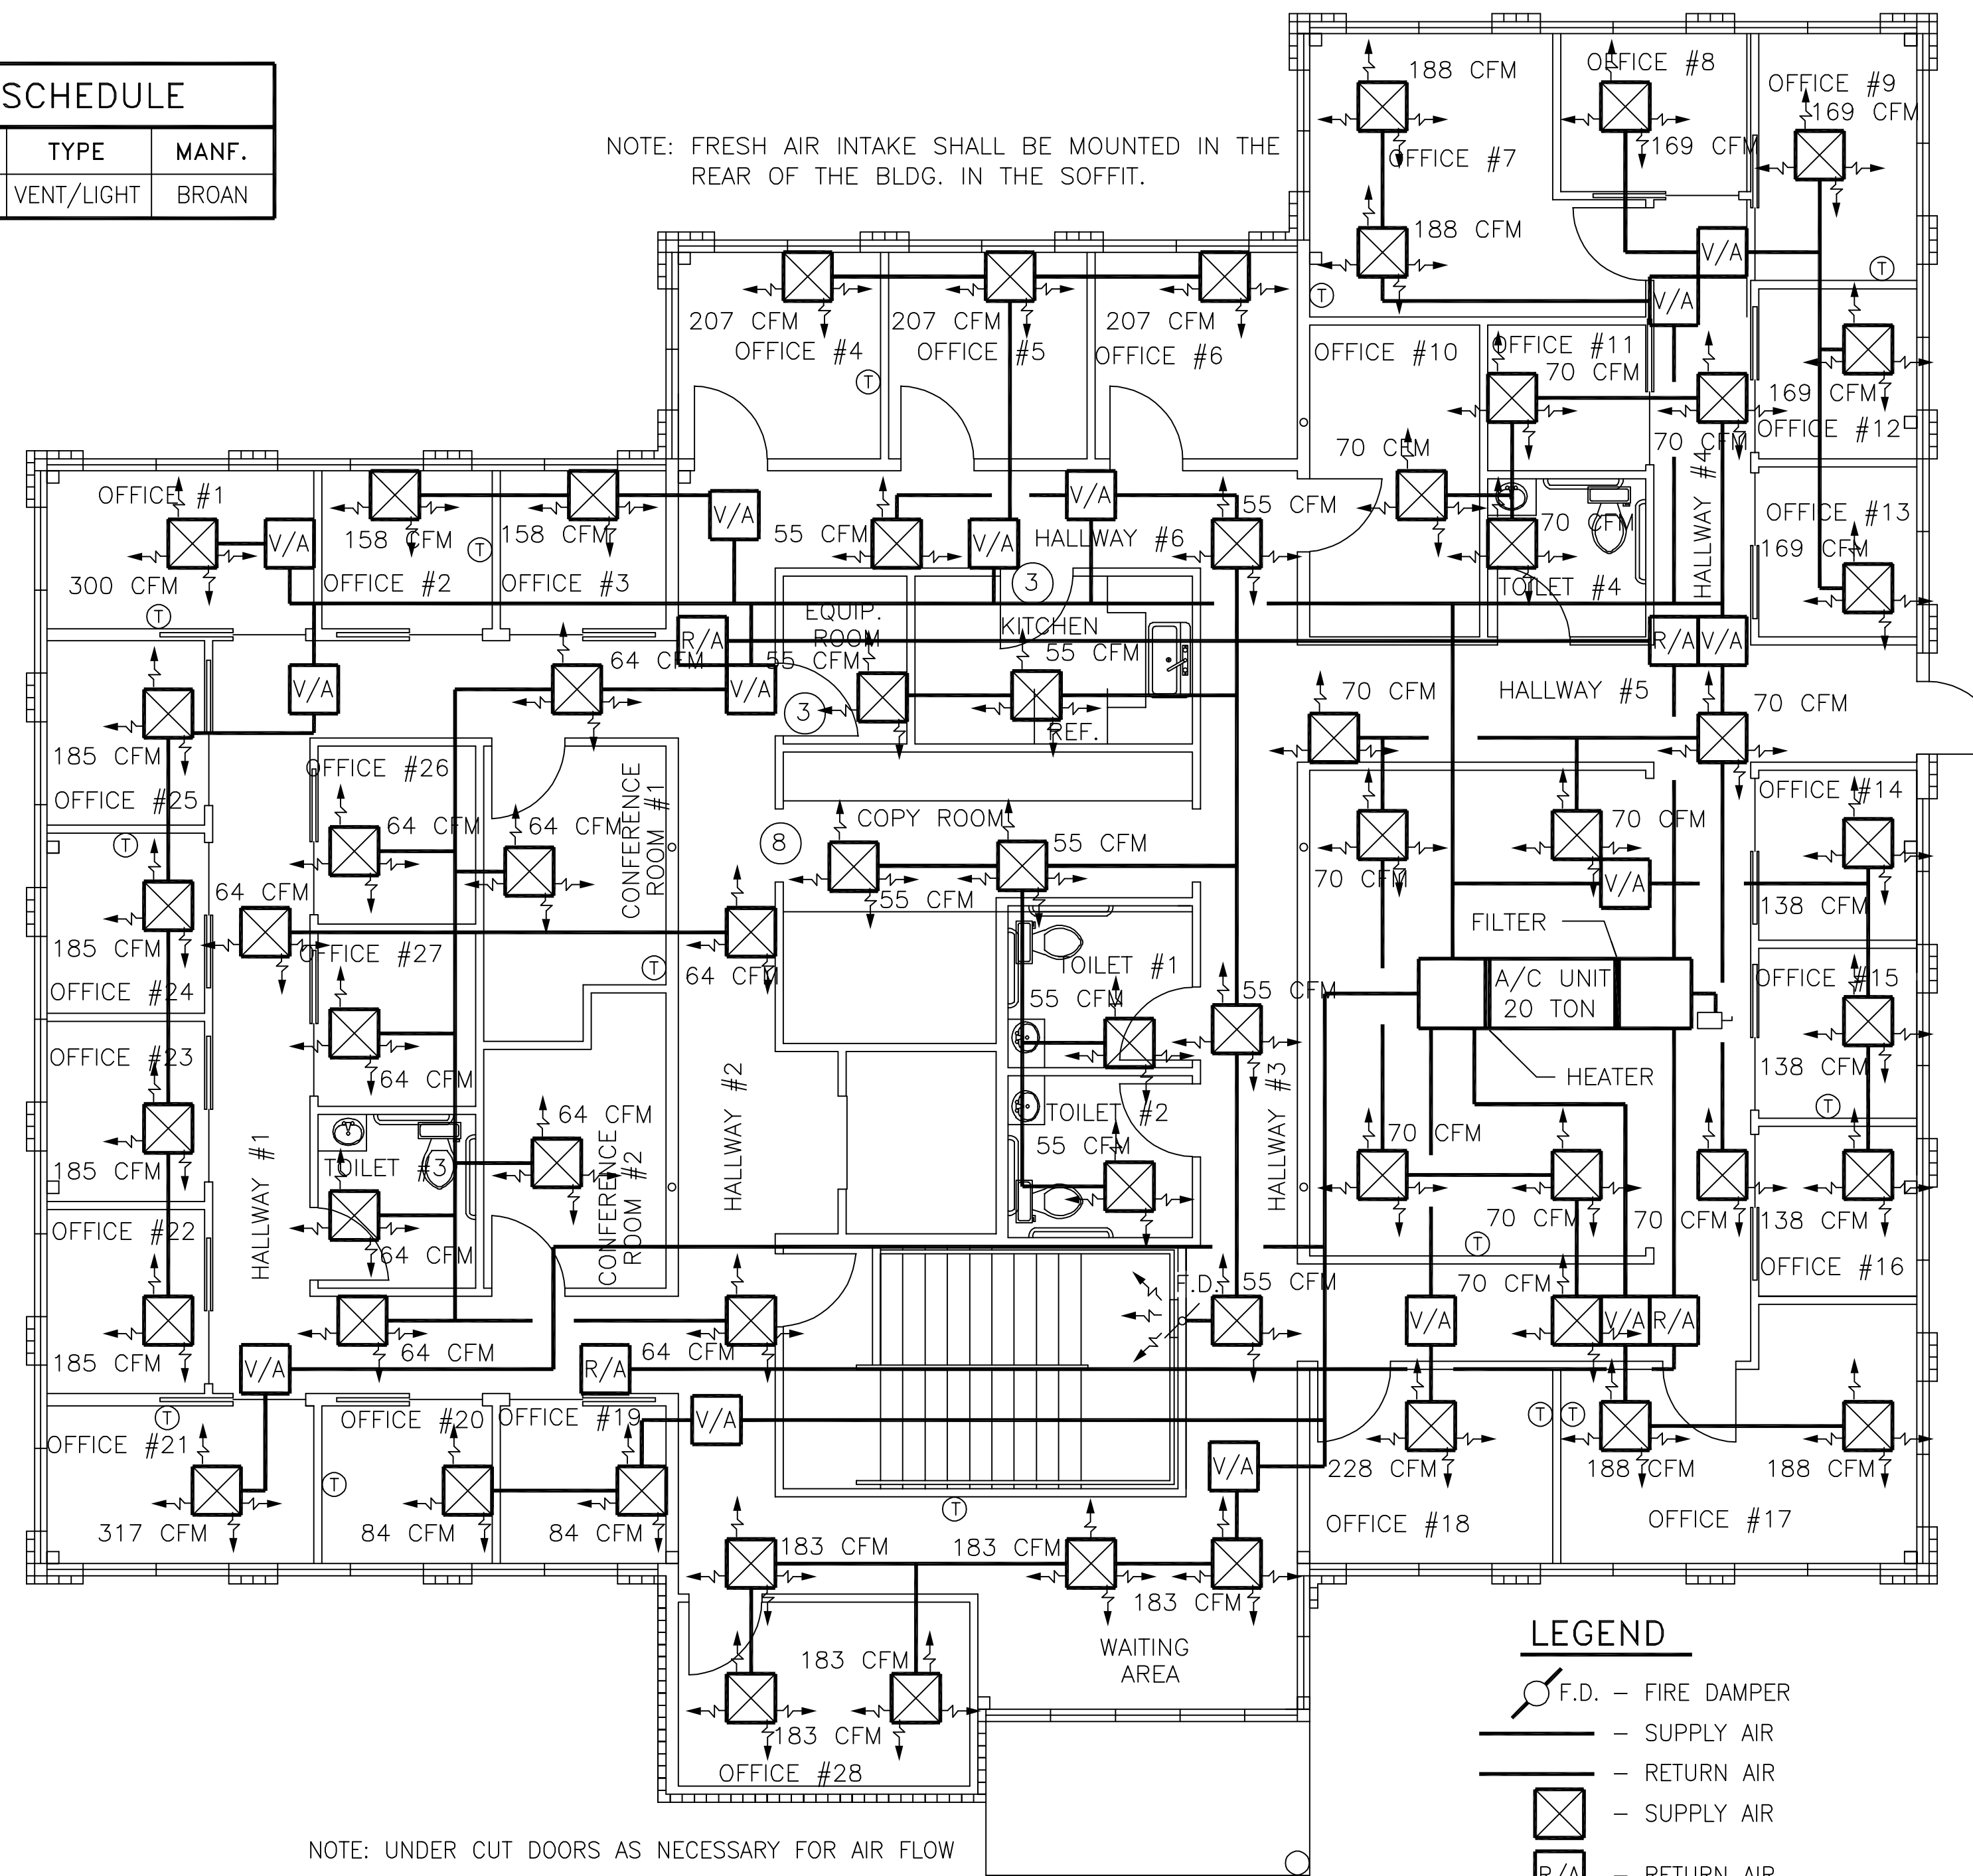 SCHEDULE
TYPE MANF.
VENT/LIGHT BROAN
NOTE: FRESH AIR INTAKE SHALL BE MOUNTED IN THE
REAR OF THE BLDG. IN THE SOFFIT.
188 CFM
OFFICE #8
OFFICE #9
169 CFM
OFFICE #7
169 CFM
188 CFM
V/A
T
T
V/A
207 CFM
207 CFM
207 CFM
OFFICE #4
OFFICE #5
OFFICE #6
OFFICE #10
OFFICE #11
70 CFM
T
169 CFM
OFFICE #12
70 CFM
70 CFM
HALLWAY #4
OFFICE #1
V/A
V/A
55 CFM
OFFICE #13
158 CFM
T
158 CFM
55 CFM
V/A
HALLWAY #6
70 CFM
169 CFM
V/A
300 CFM
OFFICE #2
OFFICE #3
3
TOILET #4
T
EQUIP.
ROOM
KITCHEN
R/A
R/A
V/A
64 CFM
55 CFM
55 CFM
V/A
V/A
70 CFM
HALLWAY #5
70 CFM
3
REF.
185 CFM
OFFICE #26
OFFICE #25
CONFERENCE
ROOM #1
OFFICE #14
COPY ROOM
64 CFM
64 CFM
8
55 CFM
70 CFM
T
70 CFM
V/A
64 CFM
55 CFM
138 CFM
FILTER
185 CFM
OFFICE #27
T
64 CFM
TOILET #1
A/C UNIT
20 TON
OFFICE #15
OFFICE #24
55 CFM
55 CFM
OFFICE #23
64 CFM
HALLWAY #2
HALLWAY #3
HEATER
138 CFM
T
TOILET #2
64 CFM
55 CFM
70 CFM
185 CFM
HALLWAY #1
TOILET #3
CONFERENCE
ROOM #2
OFFICE #22
64 CFM
70 CFM
70 CFM
138 CFM
T
OFFICE #16
F.D.
55 CFM
70 CFM
V/A
V/A
R/A
185 CFM
V/A
64 CFM
R/A
64 CFM
T
OFFICE #20
OFFICE #19
V/A
T
T
OFFICE #21
V/A
228 CFM
188 CFM
188 CFM
T
T
317 CFM
84 CFM
84 CFM
183 CFM
183 CFM
OFFICE #18
OFFICE #17
183 CFM
WAITING
AREA
183 CFM
183 CFM
OFFICE #28
LEGEND
F.D. – FIRE DAMPER
– SUPPLY AIR
– RETURN AIR
– SUPPLY AIR
R/A – RETURN AIR
NOTE: UNDER CUT DOORS AS NECESSARY FOR AIR FLOW